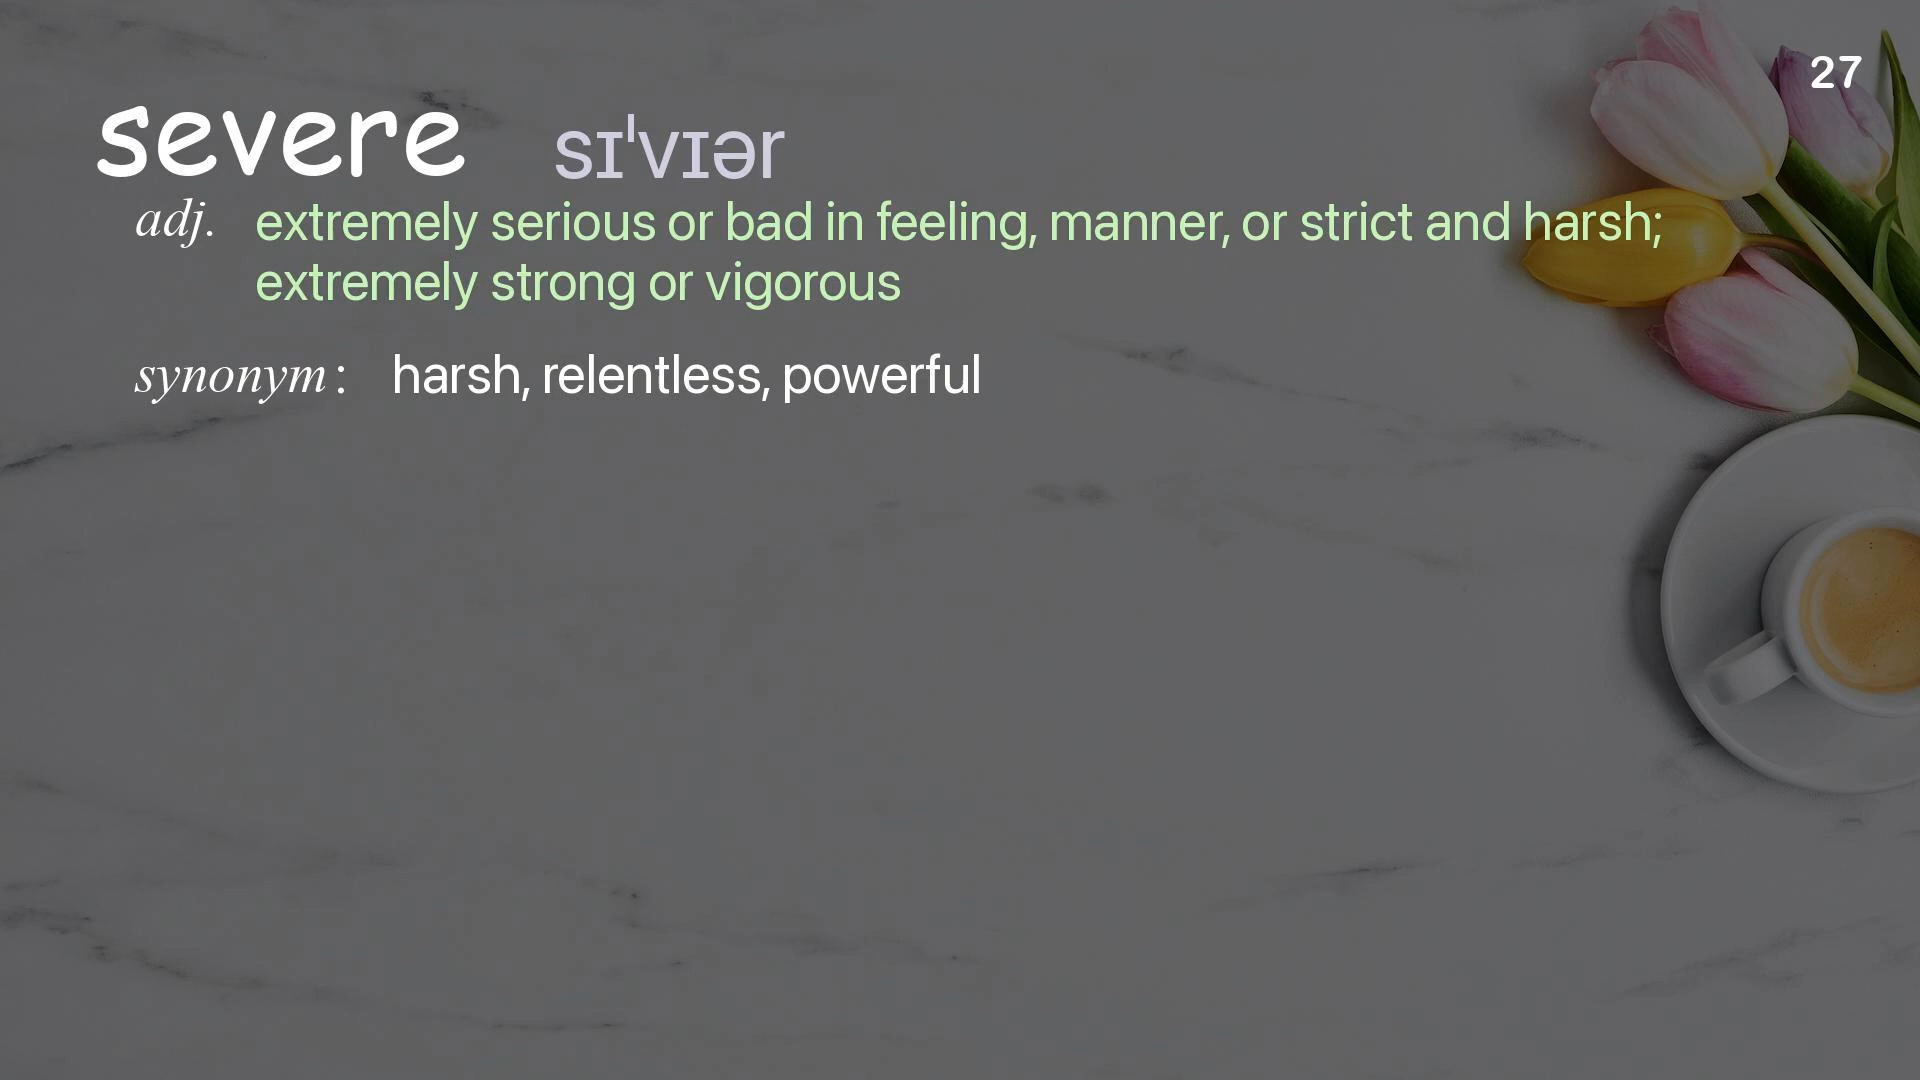 27
severe sɪˈvɪər
adj. extremely serious or bad in feeling, manner, or strict and harsh;
extremely strong or vigorous
synonym : harsh, relentless, powerful